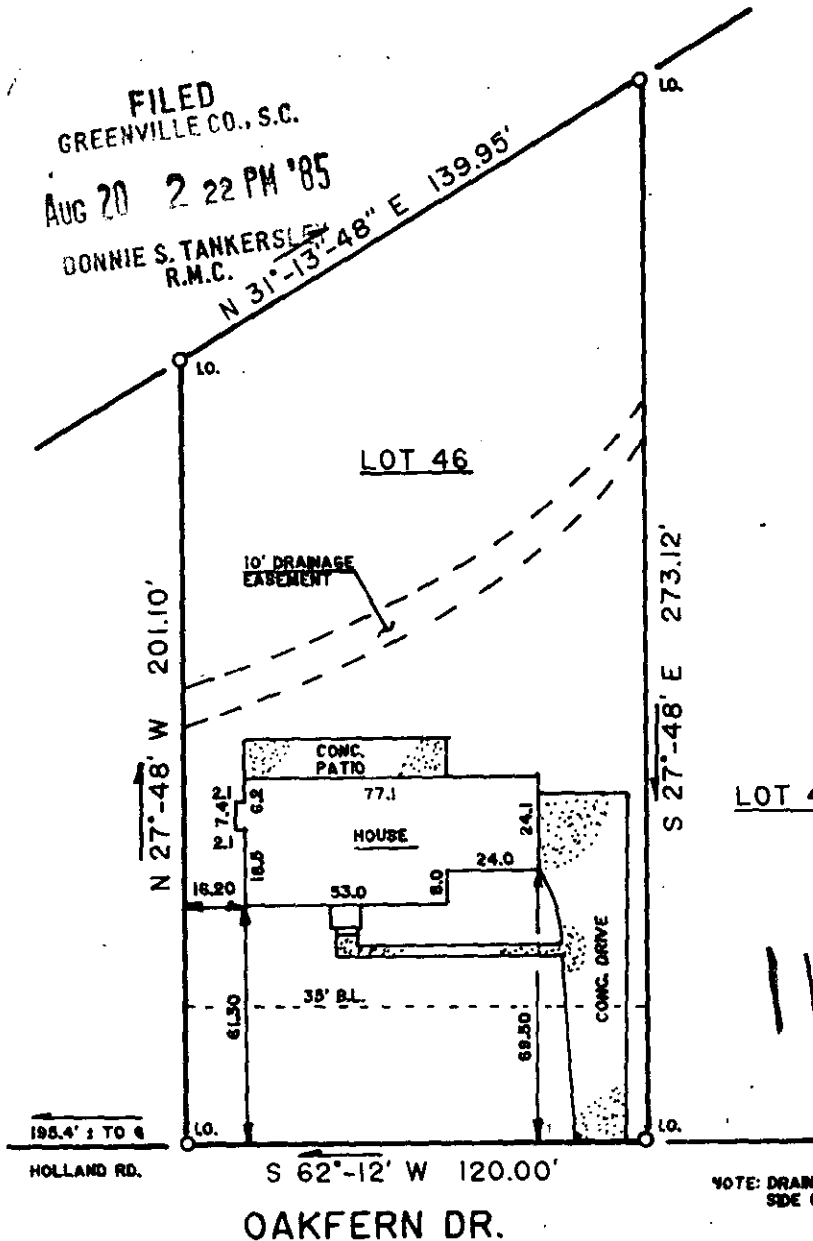 FILED
GREENVILLE CO., S.C.
AUG 20 2 22 PM '85
DONNIE S. TANKERSLEY
R.M.C.
N 31°-13'-48" E 139.95'
I.O.
I.O.
LOT 46
10' DRAINAGE
EASEMENT
N 27°-48' W 201.10'
S 27°-48' E 273.12'
CONC.
PATIO
2.1
6.2
77.1
7.4
2.1
HOUSE
24.1
LOT 4
18.5
24.0
16.20
53.0
8.0
CONC. DRIVE
35' B.L.
61.30
69.50
195.4' ± TO ℄
I.O.
I.O.
HOLLAND RD.
S 62°-12' W 120.00'
NOTE: DRAIN
SIDE
OAKFERN DR.